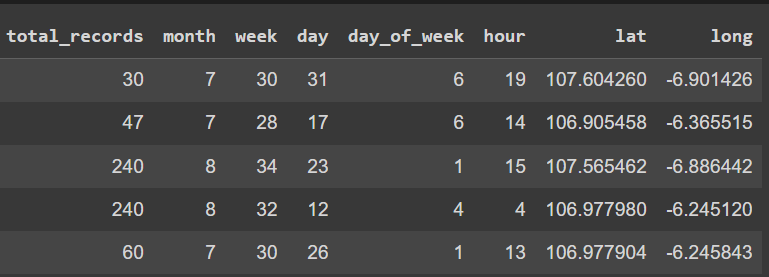 total_records month week day day_of_week hour lat long
30 7 30 31 6 19 107.604260 -6.901426
47 7 28 17 6 14 106.905458 -6.365515
240 8 34 23 1 15 107.565462 -6.886442
240 8 32 12 4 4 106.977980 -6.245120
60 7 30 26 1 13 106.977904 -6.245843